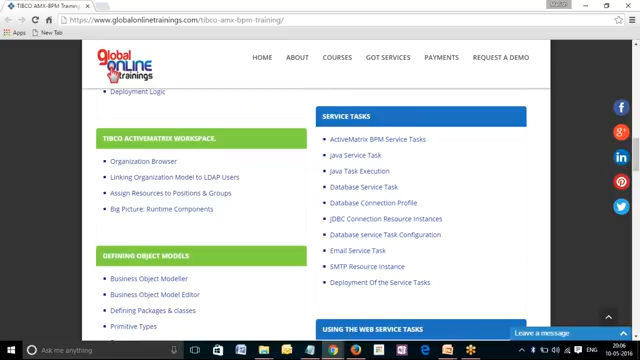 TIBCO AMX-BPM Training
https://www.globalonlinetrainings.com/tibco-amx-bpm-training/
Apps
New Tab
global
ONLINE
trainings
HOME
ABOUT
COURSES
GOT SERVICES
PAYMENTS
REQUEST A DEMO
Deployment Logic
TIBCO ACTIVEMATRIX WORKSPACE.
Organization Browser
Linking Organization Model to LDAP Users
Assign Resources to Positions & Groups
Big Picture: Runtime Components
DEFINING OBJECT MODELS
Business Object Modeller
Business Object Model Editor
Defining Packages & classes
Primitive Types
SERVICE TASKS
ActiveMatrix BPM Service Tasks
Java Service Task
Java Task Execution
Database Service Task
Database Connection Profile
JDBC Connection Resource Instances
Database service Task Configuration
Email Service Task
SMTP Resource Instance
Deployment Of the Service Tasks
USING THE WEB SERVICE TASKS
Leave a message
Ask me anything
ENG
20:06
10-05-2016